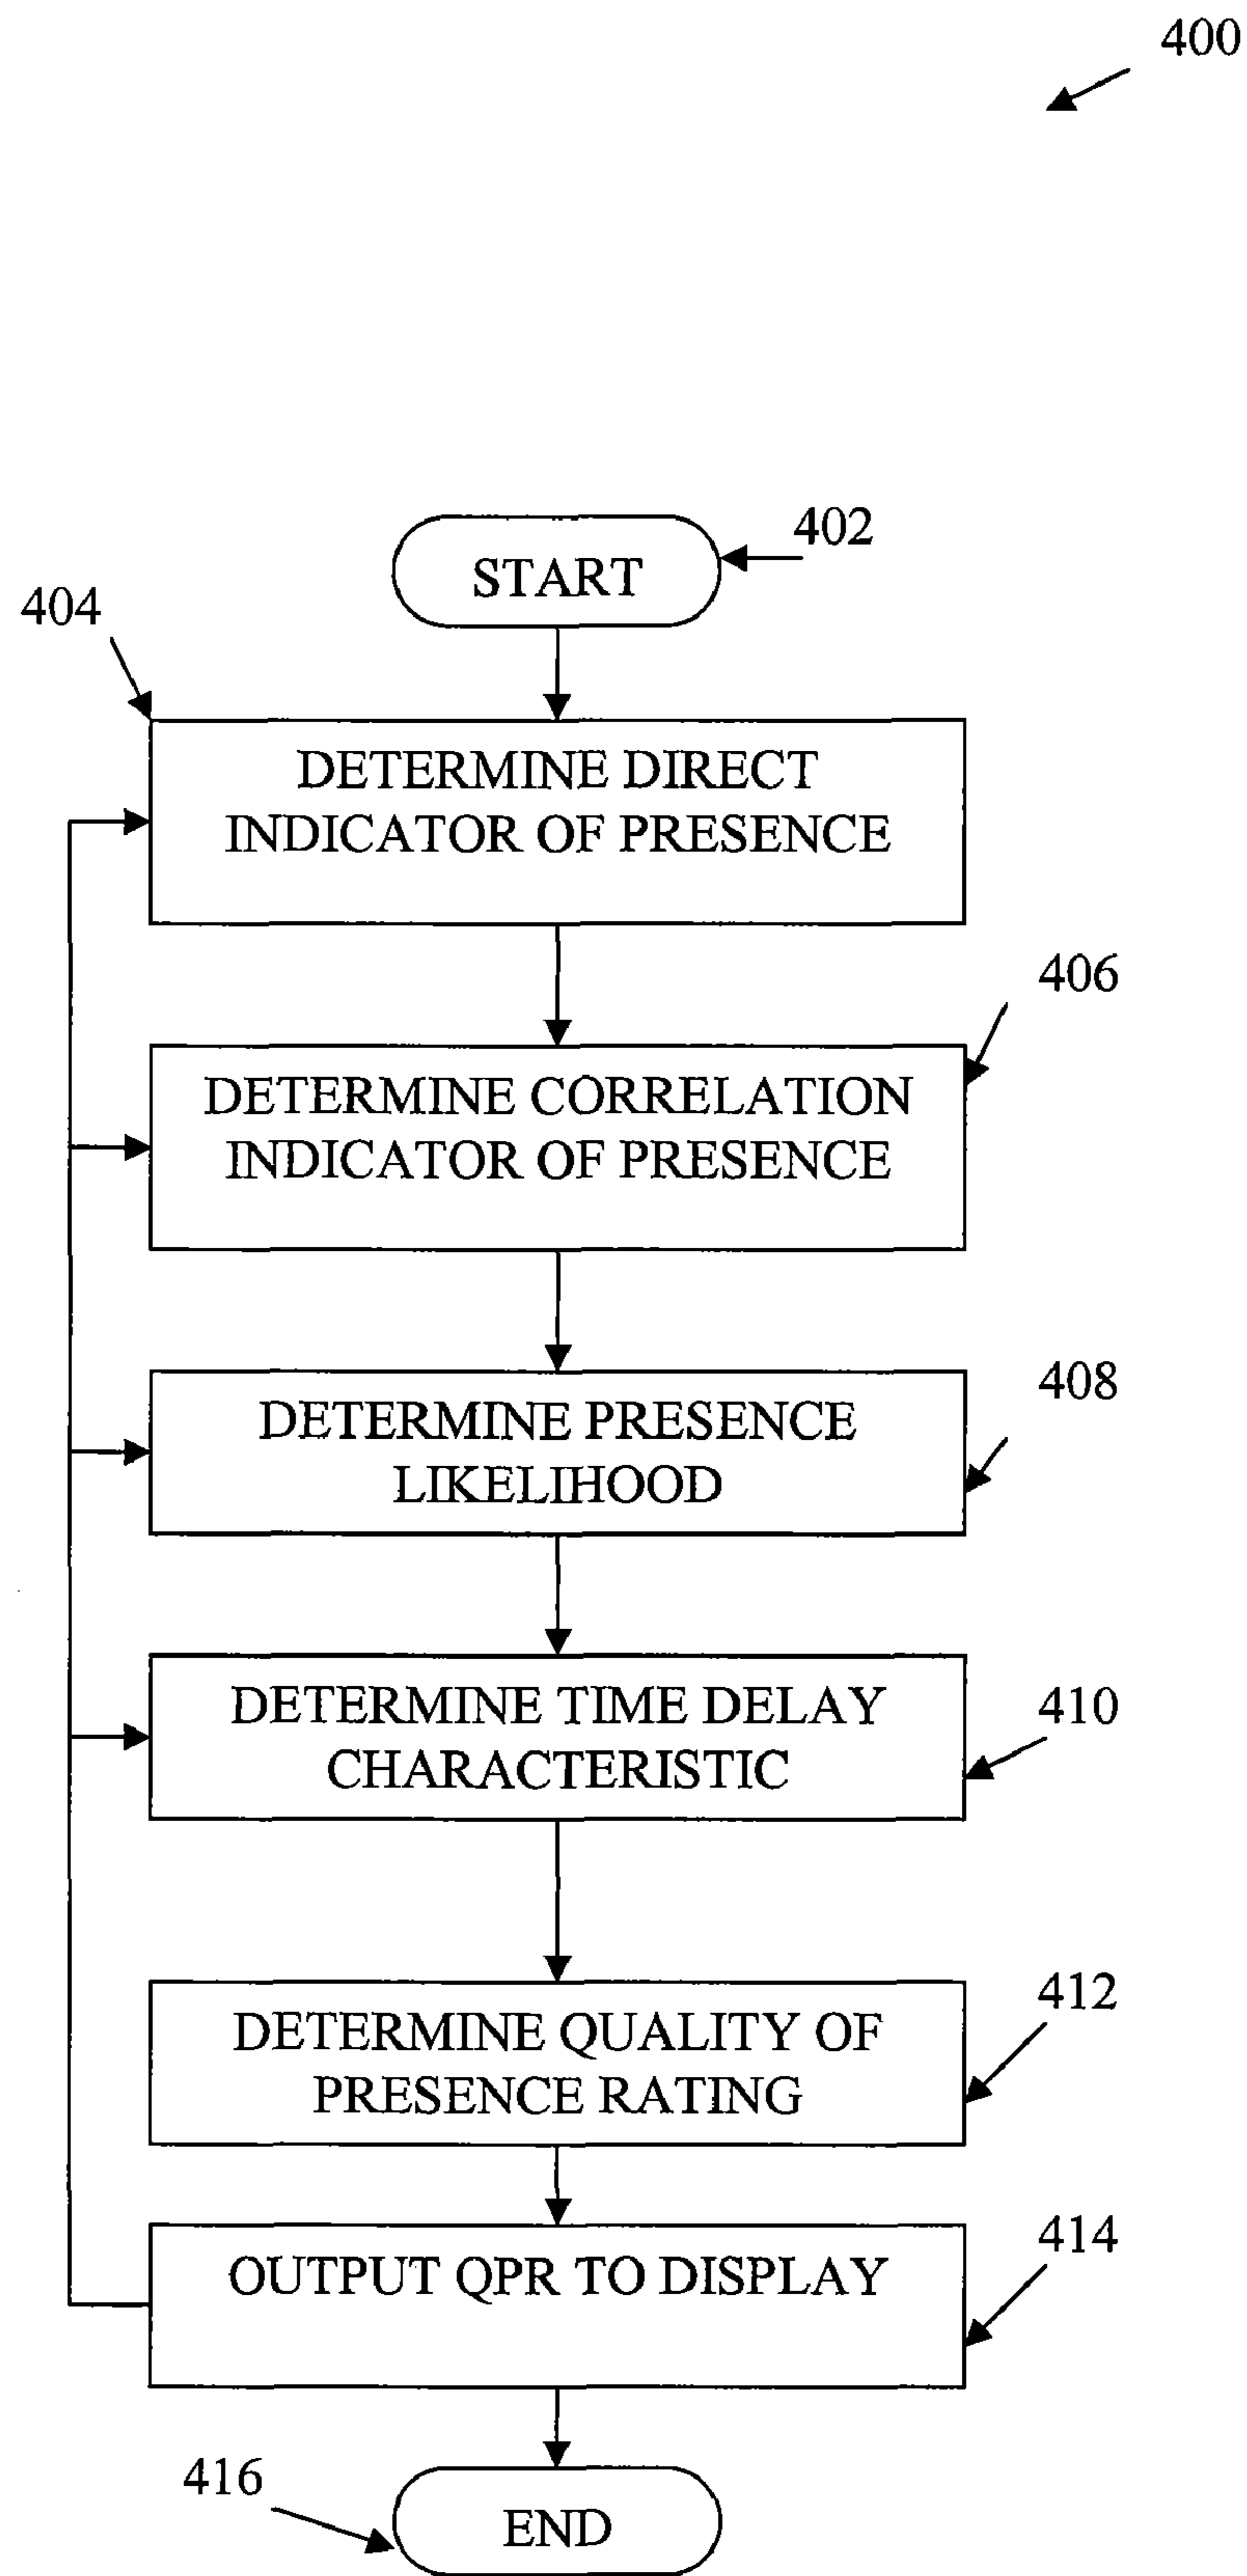 400
402
START
404
DETERMINE DIRECT
INDICATOR OF PRESENCE
406
DETERMINE CORRELATION
INDICATOR OF PRESENCE
408
DETERMINE PRESENCE
LIKELIHOOD
DETERMINE TIME DELAY
CHARACTERISTIC
410
412
DETERMINE QUALITY OF
PRESENCE RATING
414
OUTPUT QPR TO DISPLAY
416
END